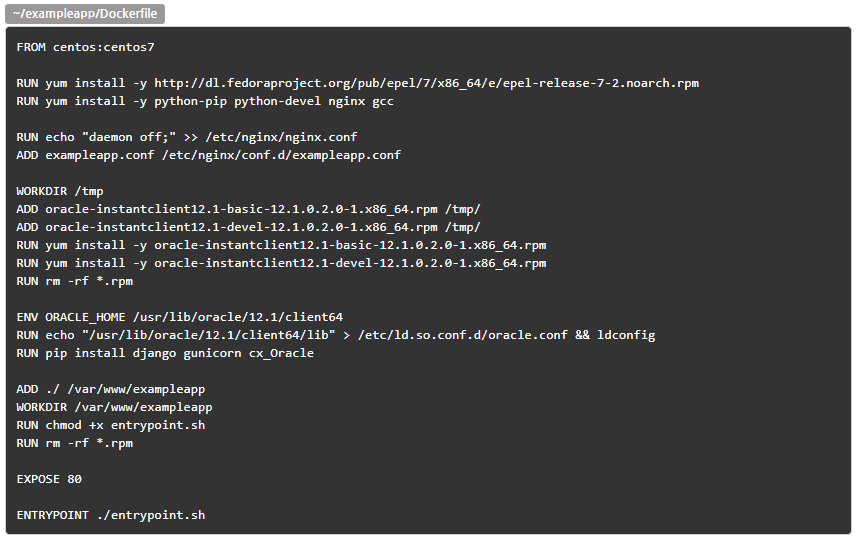 ~/exampleapp/Dockerfile
FROM centos:centos7
RUN yum install -y http://dl.fedoraproject.org/pub/epel/7/x86_64/e/epel-release-7-2.noarch.rpm
RUN yum install -y python-pip python-devel nginx gcc
RUN echo "daemon off;" >> /etc/nginx/nginx.conf
ADD exampleapp.conf /etc/nginx/conf.d/exampleapp.conf
WORKDIR /tmp
ADD oracle-instantclient12.1-basic-12.1.0.2.0-1.x86_64.rpm /tmp/
ADD oracle-instantclient12.1-devel-12.1.0.2.0-1.x86_64.rpm /tmp/
RUN yum install -y oracle-instantclient12.1-basic-12.1.0.2.0-1.x86_64.rpm
RUN yum install -y oracle-instantclient12.1-devel-12.1.0.2.0-1.x86_64.rpm
RUN rm -rf *.rpm
ENV ORACLE_HOME /usr/lib/oracle/12.1/client64
RUN echo "/usr/lib/oracle/12.1/client64/lib" > /etc/ld.so.conf.d/oracle.conf && ldconfig
RUN pip install django gunicorn cx_Oracle
ADD ./ /var/www/exampleapp
WORKDIR /var/www/exampleapp
RUN chmod +x entrypoint.sh
RUN rm -rf *.rpm
EXPOSE 80
ENTRYPOINT ./entrypoint.sh